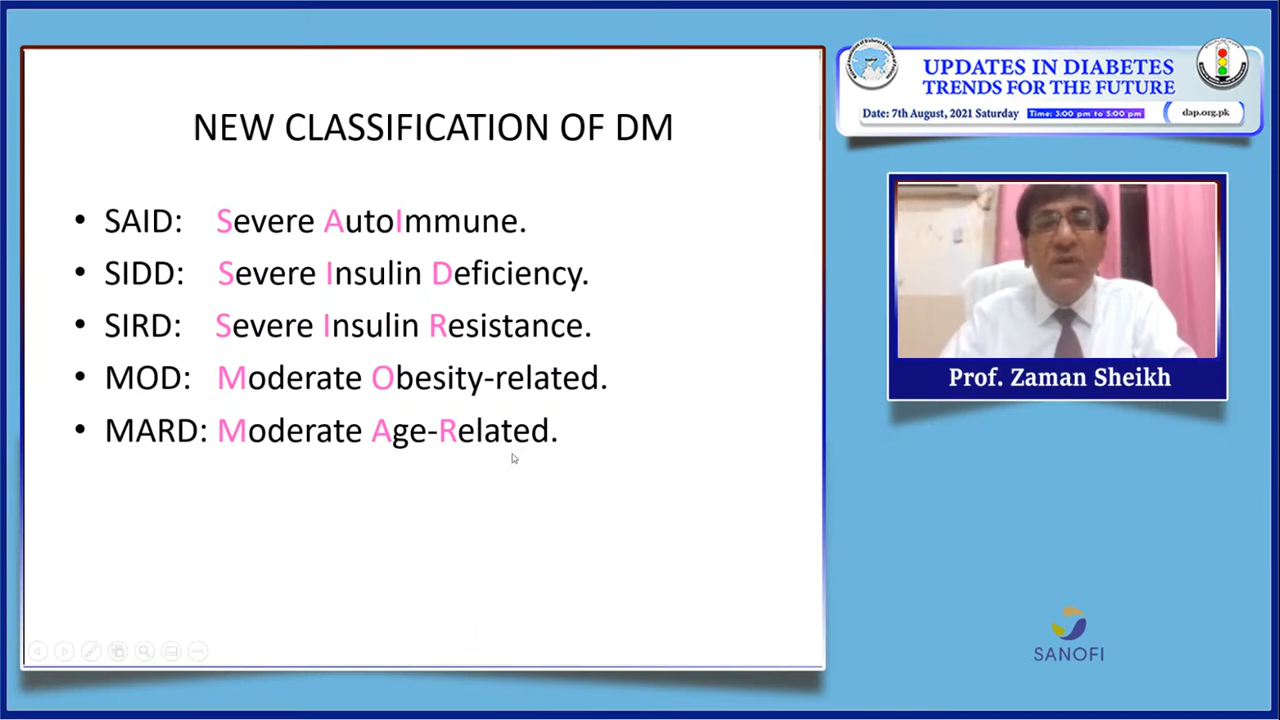 NEW CLASSIFICATION OF DM
• SAID: Severe AutoImmune.
• SIDD: Severe Insulin Deficiency.
• SIRD: Severe Insulin Resistance.
• MOD: Moderate Obesity-related.
• MARD: Moderate Age-Related.
UPDATES IN DIABETES
TRENDS FOR THE FUTURE
Date: 7th August, 2021 Saturday Time: 3:00 pm to 5:00 pm dap.org.pk
Prof. Zaman Sheikh
SANOFI